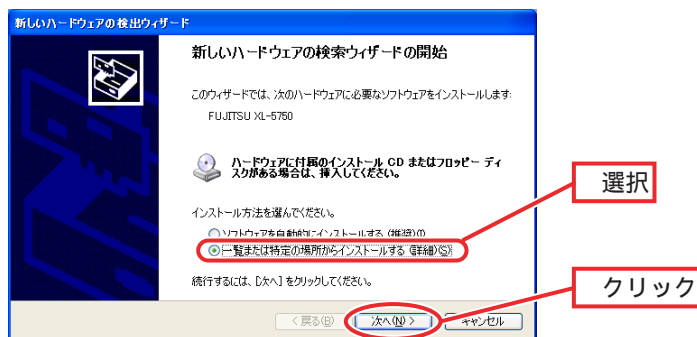 新しいハードウェアの検出ウィザード
新しいハードウェアの検索ウィザードの開始
このウィザードでは、次のハードウェアに必要なソフトウェアをインストールします:
FUJITSU XL-5750
ハードウェアに付属のインストール CD またはフロッピー ディ
スクがある場合は、挿入してください。
インストール方法を選んでください。
ソフトウェアを自動的にインストールする (推奨)(I)
一覧または特定の場所からインストールする (詳細)(S)
選択
続行するには、[次へ] をクリックしてください。
クリック
< 戻る(B)
次へ(N) >
キャンセル